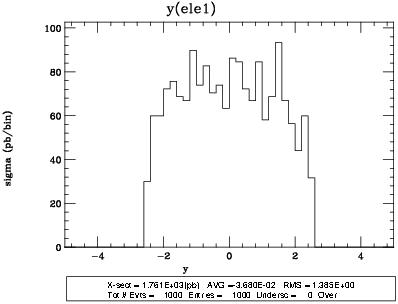 y(ele1)
100
80
60
40
20
0
sigma (pb/bin)
-4 -2 0 2 4
y
X-sect = 1.761E+03(pb) AVG =-3.680E-02 RMS = 1.385E+00
Tot # Evts = 1000 Entries = 1000 Undersc = 0 Over